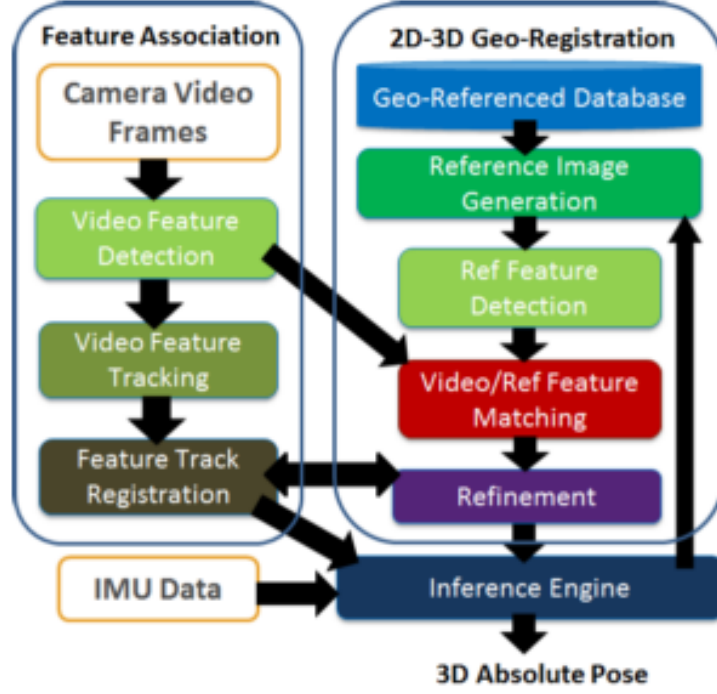 Feature Association
Camera Video
Frames
Video Feature
Detection
Video Feature
Tracking
Feature Track
Registration
IMU Data
2D-3D Geo-Registration
Geo-Referenced Database
Reference Image
Generation
Ref Feature
Detection
Video/Ref Feature
Matching
Refinement
Inference Engine
3D Absolute Pose